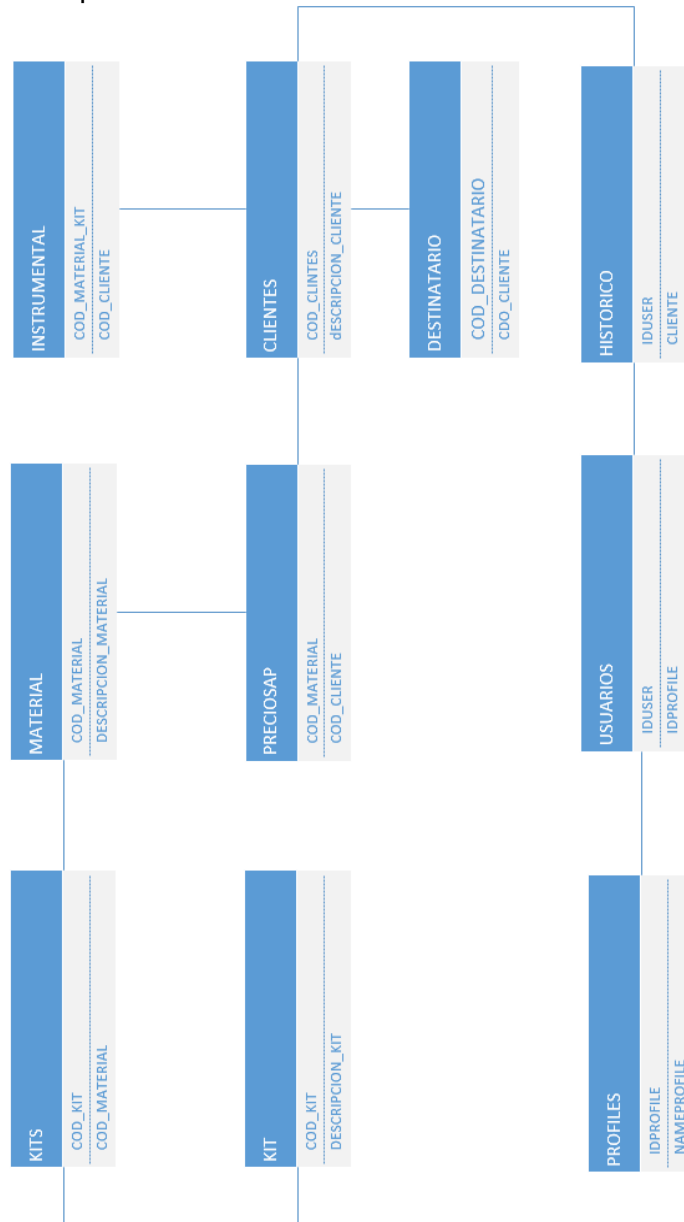 KITS
COD_KIT
COD_MATERIAL
MATERIAL
COD_MATERIAL
DESCRIPCION_MATERIAL
INSTRUMENTAL
COD_MATERIAL_KIT
COD_CLIENTE
KIT
COD_KIT
DESCRIPCION_KIT
PRECIOSAP
COD_MATERIAL
COD_CLIENTE
CLIENTES
COD_CLINTES
dESCRIPCION_CLIENTE
DESTINATARIO
COD_DESTINATARIO
CDO_CLIENTE
PROFILES
IDPROFILE
NAMEPROFILE
USUARIOS
IDUSER
IDPROFILE
HISTORICO
IDUSER
CLIENTE